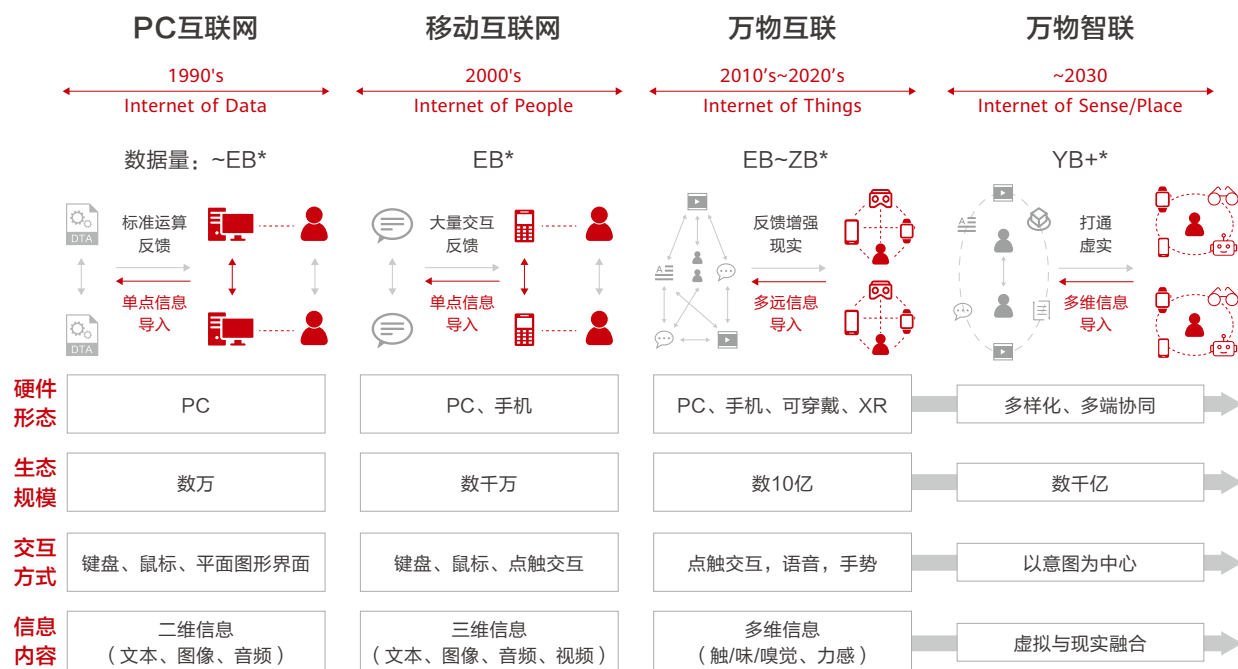 PC互联网
移动互联网
万物互联
万物智联
1990's
2000's
2010's~2020's
~2030
Internet of Data
Internet of People
Internet of Things
Internet of Sense/Place
数据量：~EB*
EB*
EB~ZB*
YB+*
DTA
标准运算
反馈
单点信息
导入
DTA
大量交互
反馈
单点信息
导入
A
反馈增强
现实
多远信息
导入
A
打通
虚实
多维信息
导入
硬件
形态
PC
PC、手机
PC、手机、可穿戴、XR
多样化、多端协同
生态
规模
数万
数千万
数10亿
数千亿
交互
方式
键盘、鼠标、平面图形界面
键盘、鼠标、点触交互
点触交互，语音，手势
以意图为中心
信息
内容
二维信息
（文本、图像、音频）
三维信息
（文本、图像、音频、视频）
多维信息
（触/味/嗅觉、力感）
虚拟与现实融合